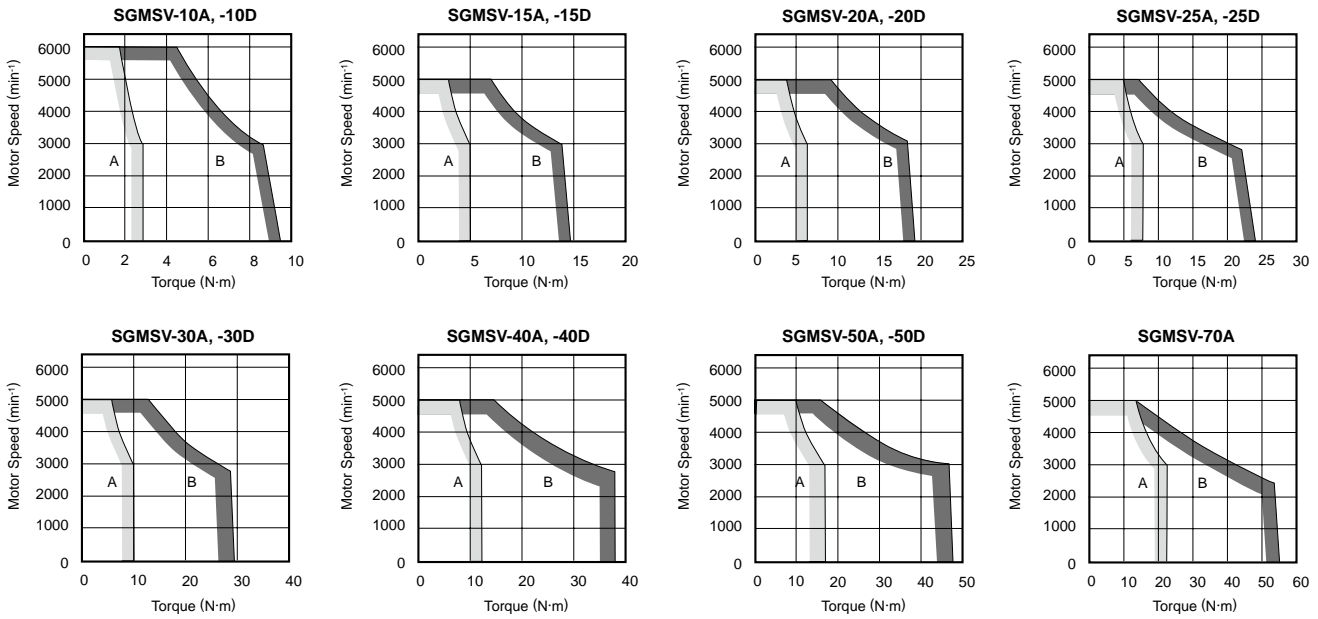 SGMSV-10A, -10D
6000
5000
4000
3000
2000
1000
0
Motor Speed (min-1)
A
B
0 2 4 6 8 10
Torque (N·m)
SGMSV-15A, -15D
6000
5000
4000
3000
2000
1000
0
Motor Speed (min-1)
A
B
0 5 10 15 20
Torque (N·m)
SGMSV-20A, -20D
6000
5000
4000
3000
2000
1000
0
Motor Speed (min-1)
A
B
0 5 10 15 20 25
Torque (N·m)
SGMSV-25A, -25D
6000
5000
4000
3000
2000
1000
0
Motor Speed (min-1)
A
B
0 5 10 15 20 25 30
Torque (N·m)
SGMSV-30A, -30D
6000
5000
4000
3000
2000
1000
0
Motor Speed (min-1)
A
B
0 10 20 30 40
Torque (N·m)
SGMSV-40A, -40D
6000
5000
4000
3000
2000
1000
0
Motor Speed (min-1)
A
B
0 10 20 30 40
Torque (N·m)
SGMSV-50A, -50D
6000
5000
4000
3000
2000
1000
0
Motor Speed (min-1)
A
B
0 10 20 30 40 50
Torque (N·m)
SGMSV-70A
6000
5000
4000
3000
2000
1000
0
Motor Speed (min-1)
A
B
0 10 20 30 40 50 60
Torque (N·m)